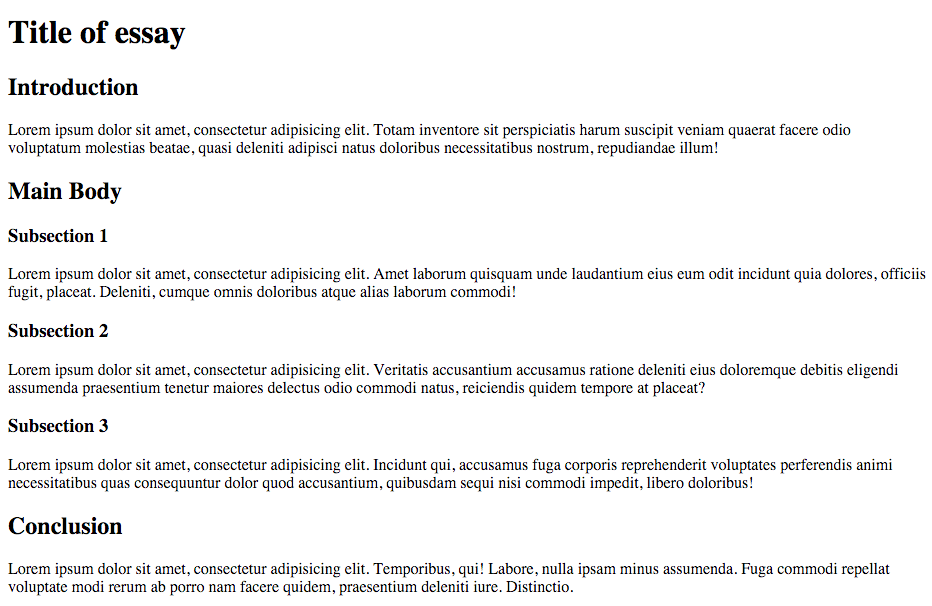 Title of essay
Introduction
Lorem ipsum dolor sit amet, consectetur adipisicing elit. Totam inventore sit perspiciatis harum suscipit veniam quaerat facere odio
voluptatum molestias beatae, quasi deleniti adipisci natus doloribus necessitatibus nostrum, repudiandae illum!
Main Body
Subsection 1
Lorem ipsum dolor sit amet, consectetur adipisicing elit. Amet laborum quisquam unde laudantium eius eum odit incidunt quia dolores, officiis
fugit, placeat. Deleniti, cumque omnis doloribus atque alias laborum commodi!
Subsection 2
Lorem ipsum dolor sit amet, consectetur adipisicing elit. Veritatis accusantium accusamus ratione deleniti eius doloremque debitis eligendi
assumenda praesentium tenetur maiores delectus odio commodi natus, reiciendis quidem tempore at placeat?
Subsection 3
Lorem ipsum dolor sit amet, consectetur adipisicing elit. Incidunt qui, accusamus fuga corporis reprehenderit voluptates perferendis animi
necessitatibus quas consequuntur dolor quod accusantium, quibusdam sequi nisi commodi impedit, libero doloribus!
Conclusion
Lorem ipsum dolor sit amet, consectetur adipisicing elit. Temporibus, qui! Labore, nulla ipsam minus assumenda. Fuga commodi repellat
voluptate modi rerum ab porro nam facere quidem, praesentium deleniti iure. Distinctio.